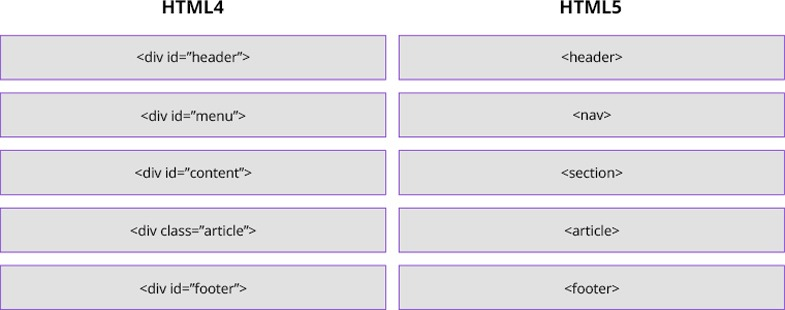 HTML4 HTML5
<div id=”header”> <header>
<div id=”menu”> <nav>
<div id=”content”> <section>
<div class=”article”> <article>
<div id=”footer”> <footer>